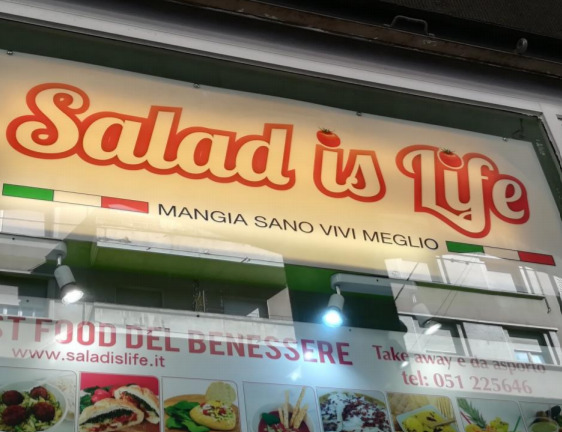 Salad is Life
MANGIA SANO VIVI MEGLIO
ST FOOD DEL BENESSERE
www.saladislife.it
Take away e da asporto
tel: 051 225646